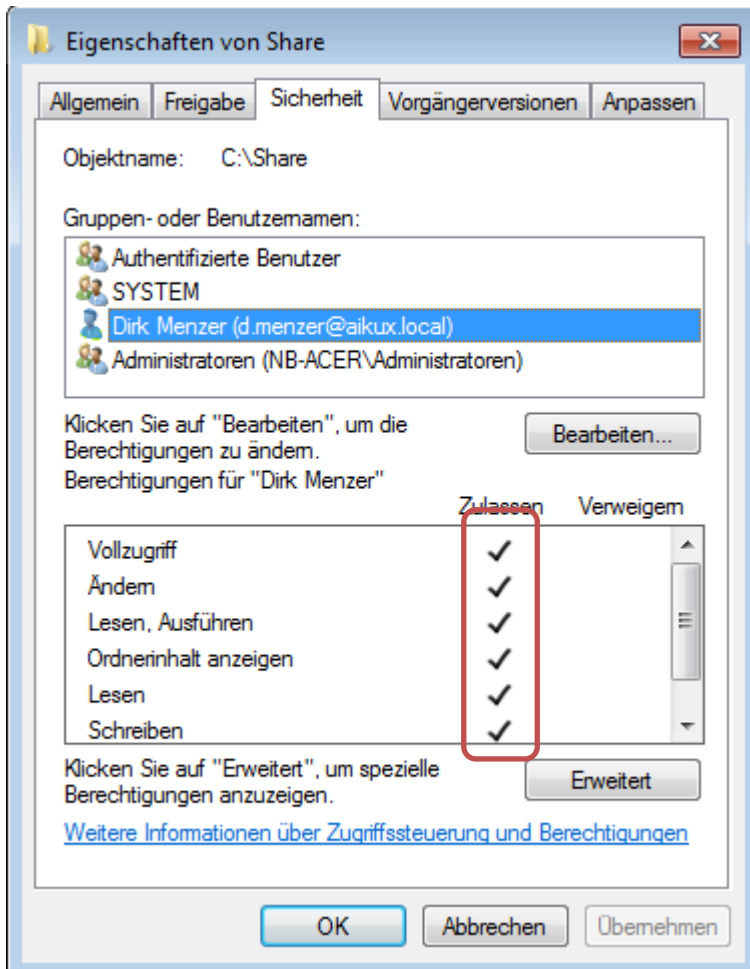 Eigenschaften von Share
Allgemein Freigabe Sicherheit Vorgängerversionen Anpassen
Objektname: C:\Share
Gruppen- oder Benutzernamen:
Authentifizierte Benutzer
SYSTEM
Dirk Menzer (d.menzer@aikux.local)
Administratoren (NB-ACER\Administratoren)
Klicken Sie auf "Bearbeiten", um die
Berechtigungen zu ändern.
Bearbeiten...
Berechtigungen für "Dirk Menzer"
Zulassen Verweigern
Vollzugriff
Ändern
Lesen, Ausführen
Ordnerinhalt anzeigen
Lesen
Schreiben
Klicken Sie auf "Erweitert", um spezielle
Berechtigungen anzuzeigen.
Erweitert
Weitere Informationen über Zugriffssteuerung und Berechtigungen
OK Abbrechen Übernehmen